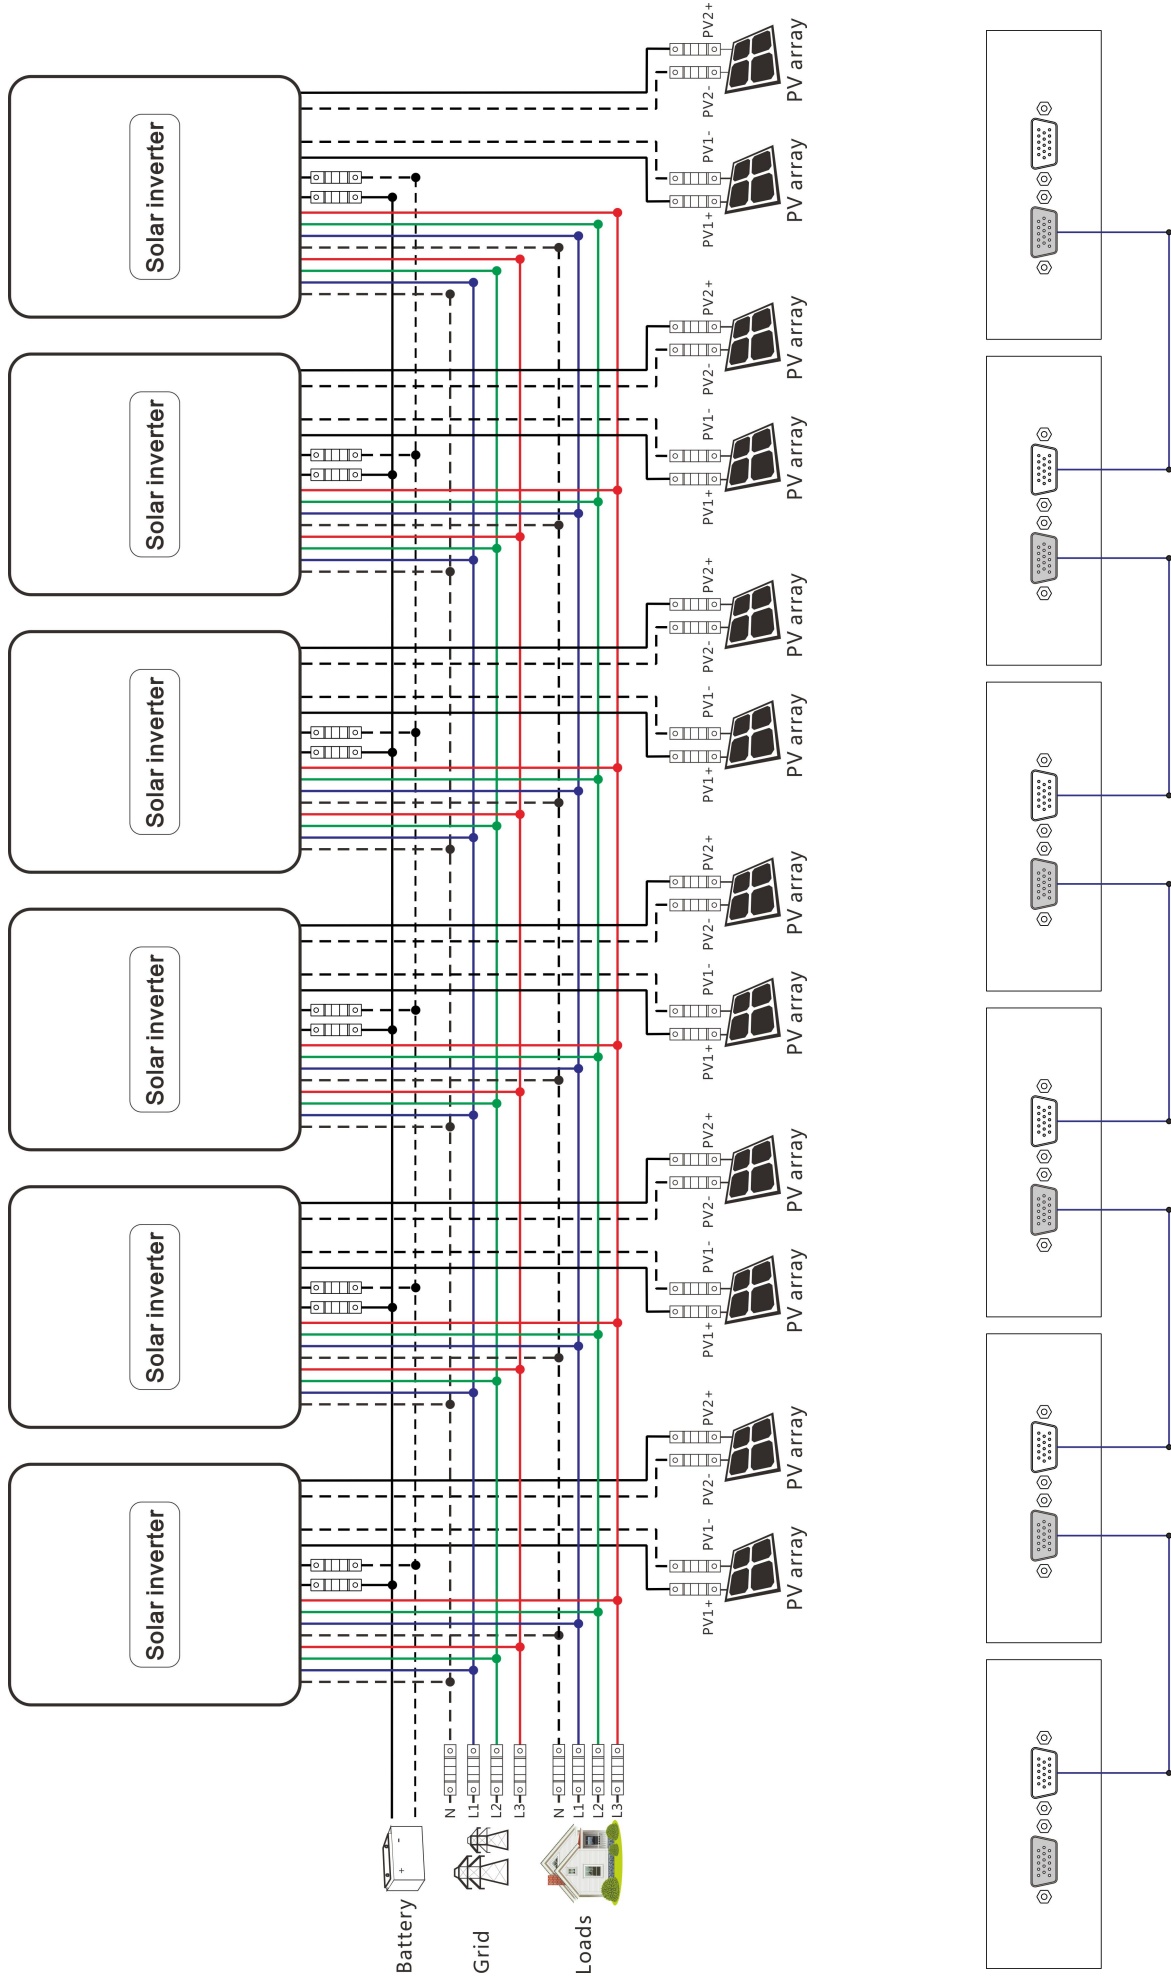 Solar inverter
Solar inverter
Solar inverter
Solar inverter
Solar inverter
Solar inverter
Battery
+ -
Grid
N
L1
L2
L3
Loads
N
L1
L2
L3
PV1+ PV1- PV2- PV2+
PV array PV array
PV1+ PV1- PV2- PV2+
PV array PV array
PV1+ PV1- PV2- PV2+
PV array PV array
PV1+ PV1- PV2- PV2+
PV array PV array
PV1+ PV1- PV2- PV2+
PV array PV array
PV1+ PV1- PV2- PV2+
PV array PV array